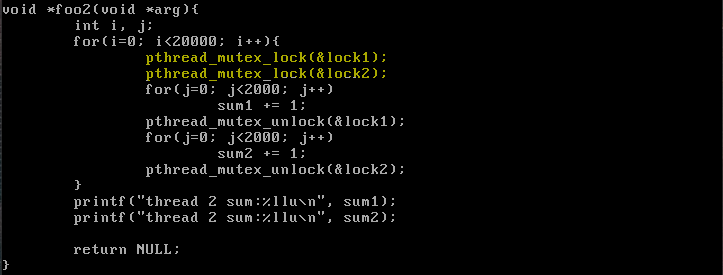 void *foo2(void *arg){
        int i, j;
        for(i=0; i<20000; i++){
                pthread_mutex_lock(&lock1);
                pthread_mutex_lock(&lock2);
                for(j=0; j<2000; j++)
                        sum1 += 1;
                pthread_mutex_unlock(&lock1);
                for(j=0; j<2000; j++)
                        sum2 += 1;
                pthread_mutex_unlock(&lock2);
        }
        printf("thread 2 sum:%llu\n", sum1);
        printf("thread 2 sum:%llu\n", sum2);

        return NULL;
}